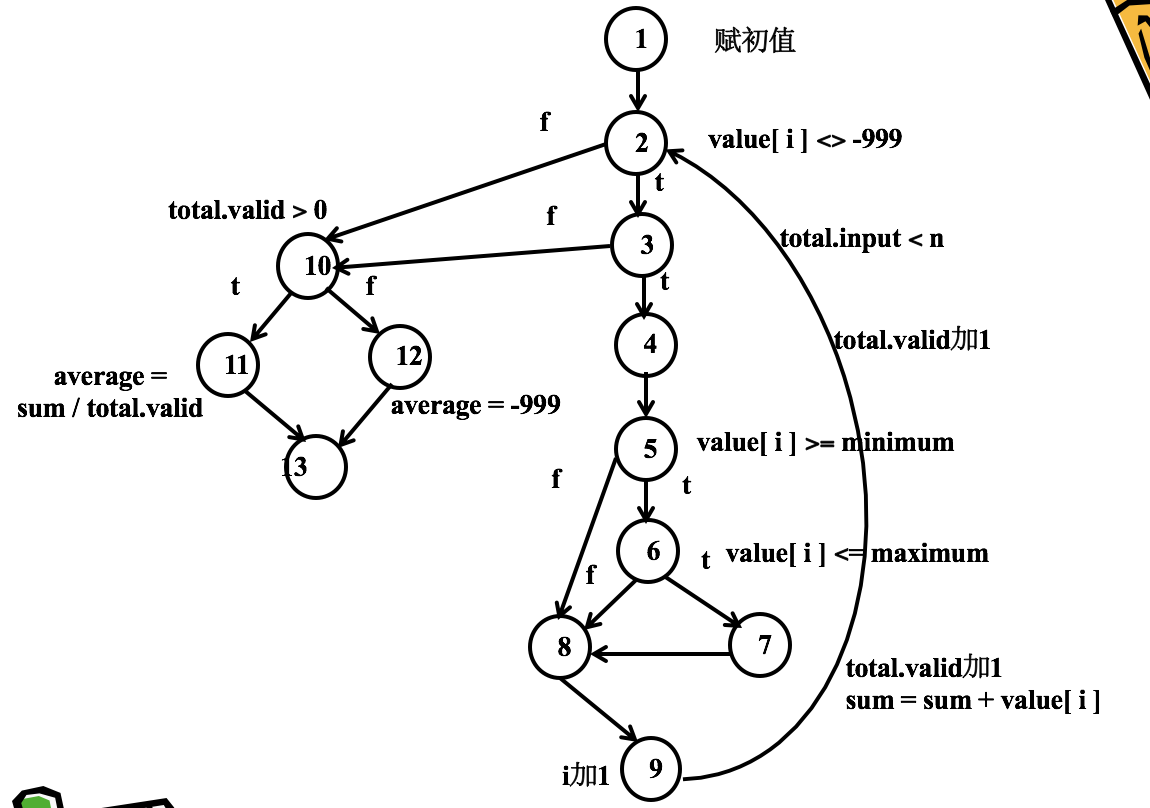 1 赋初值
f
2 value[ i ] <> -999
t
total.valid > 0
f
3 total.input < n
10
t f
t
4 total.valid加1
11
12
average =
sum / total.valid
average = -999
13
5 value[ i ] >= minimum
f
t
6 t value[ i ] <= maximum
f
8
7
total.valid加1
sum = sum + value[ i ]
i加1 9